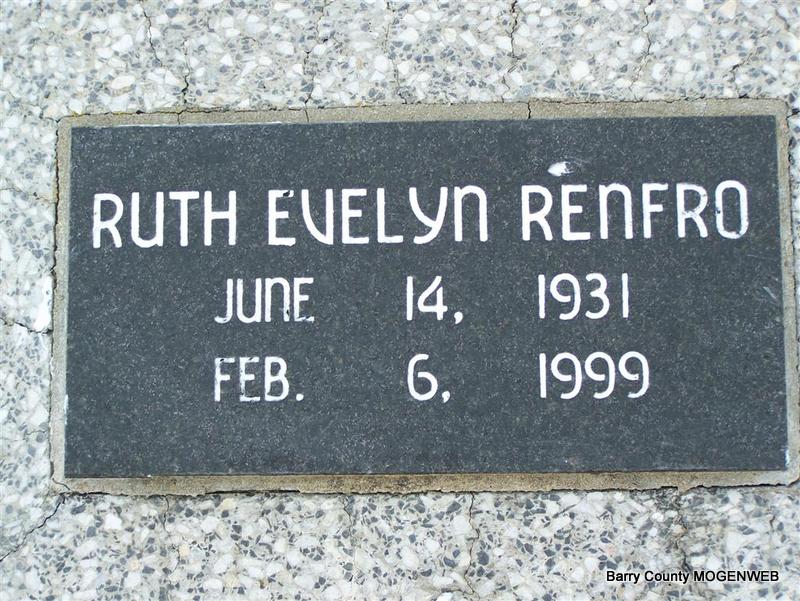 RUTH EVELYN RENFRO
JUNE 14, 1931
FEB. 6, 1999
Barry County MOGENWEB